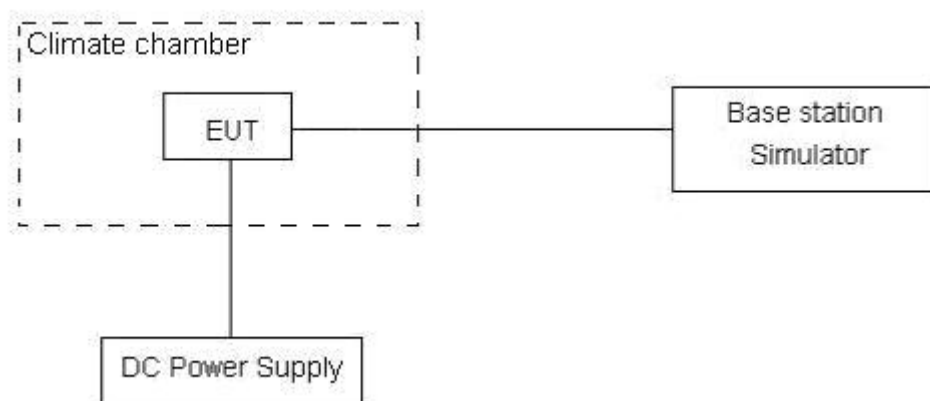 Climate chamber
EUT
Base station
Simulator
DC Power Supply